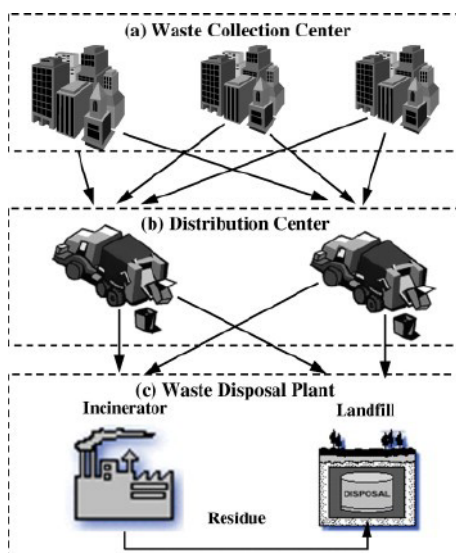 (a) Waste Collection Center
(b) Distribution Center
(c) Waste Disposal Plant
Incinerator
Landfill
DISPOSAL
Residue